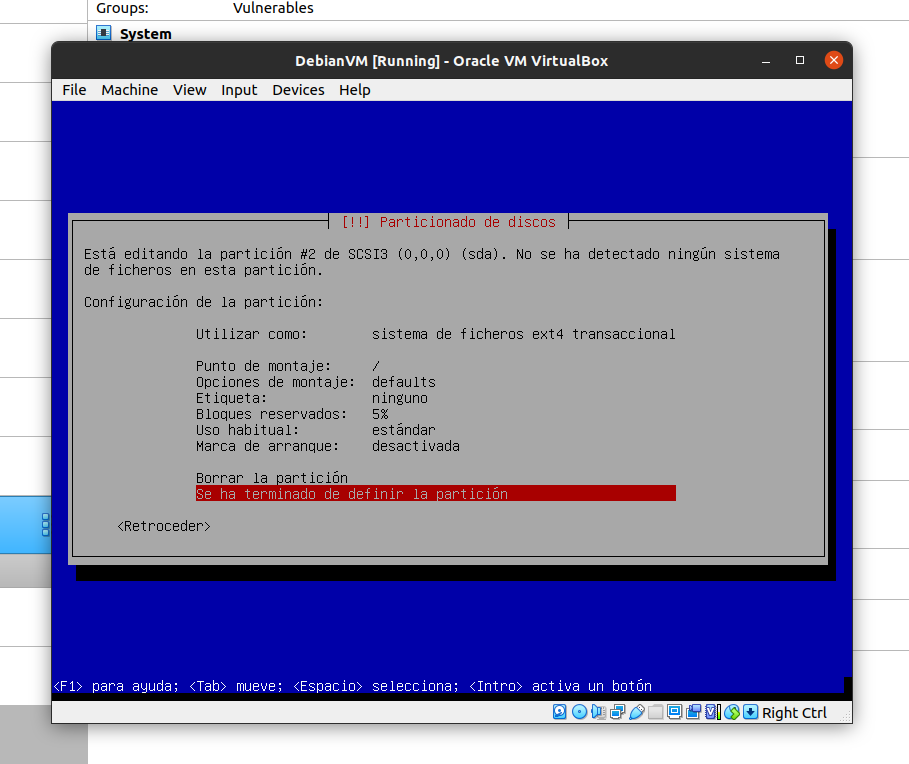 Groups: Vulnerables
System
DebianVM [Running] - Oracle VM VirtualBox
File Machine View Input Devices Help
[!!] Particionado de discos
Está editando la partición #2 de SCSI3 (0,0,0) (sda). No se ha detectado ningún sistema
de ficheros en esta partición.
Configuración de la partición:
Utilizar como: sistema de ficheros ext4 transaccional
Punto de montaje: /
Opciones de montaje: defaults
Etiqueta: ninguno
Bloques reservados: 5%
Uso habitual: estándar
Marca de arranque: desactivada
Borrar la partición
Se ha terminado de definir la partición
<Retroceder>
<F1> para ayuda; <Tab> mueve; <Espacio> selecciona; <Intro> activa un botón
Right Ctrl